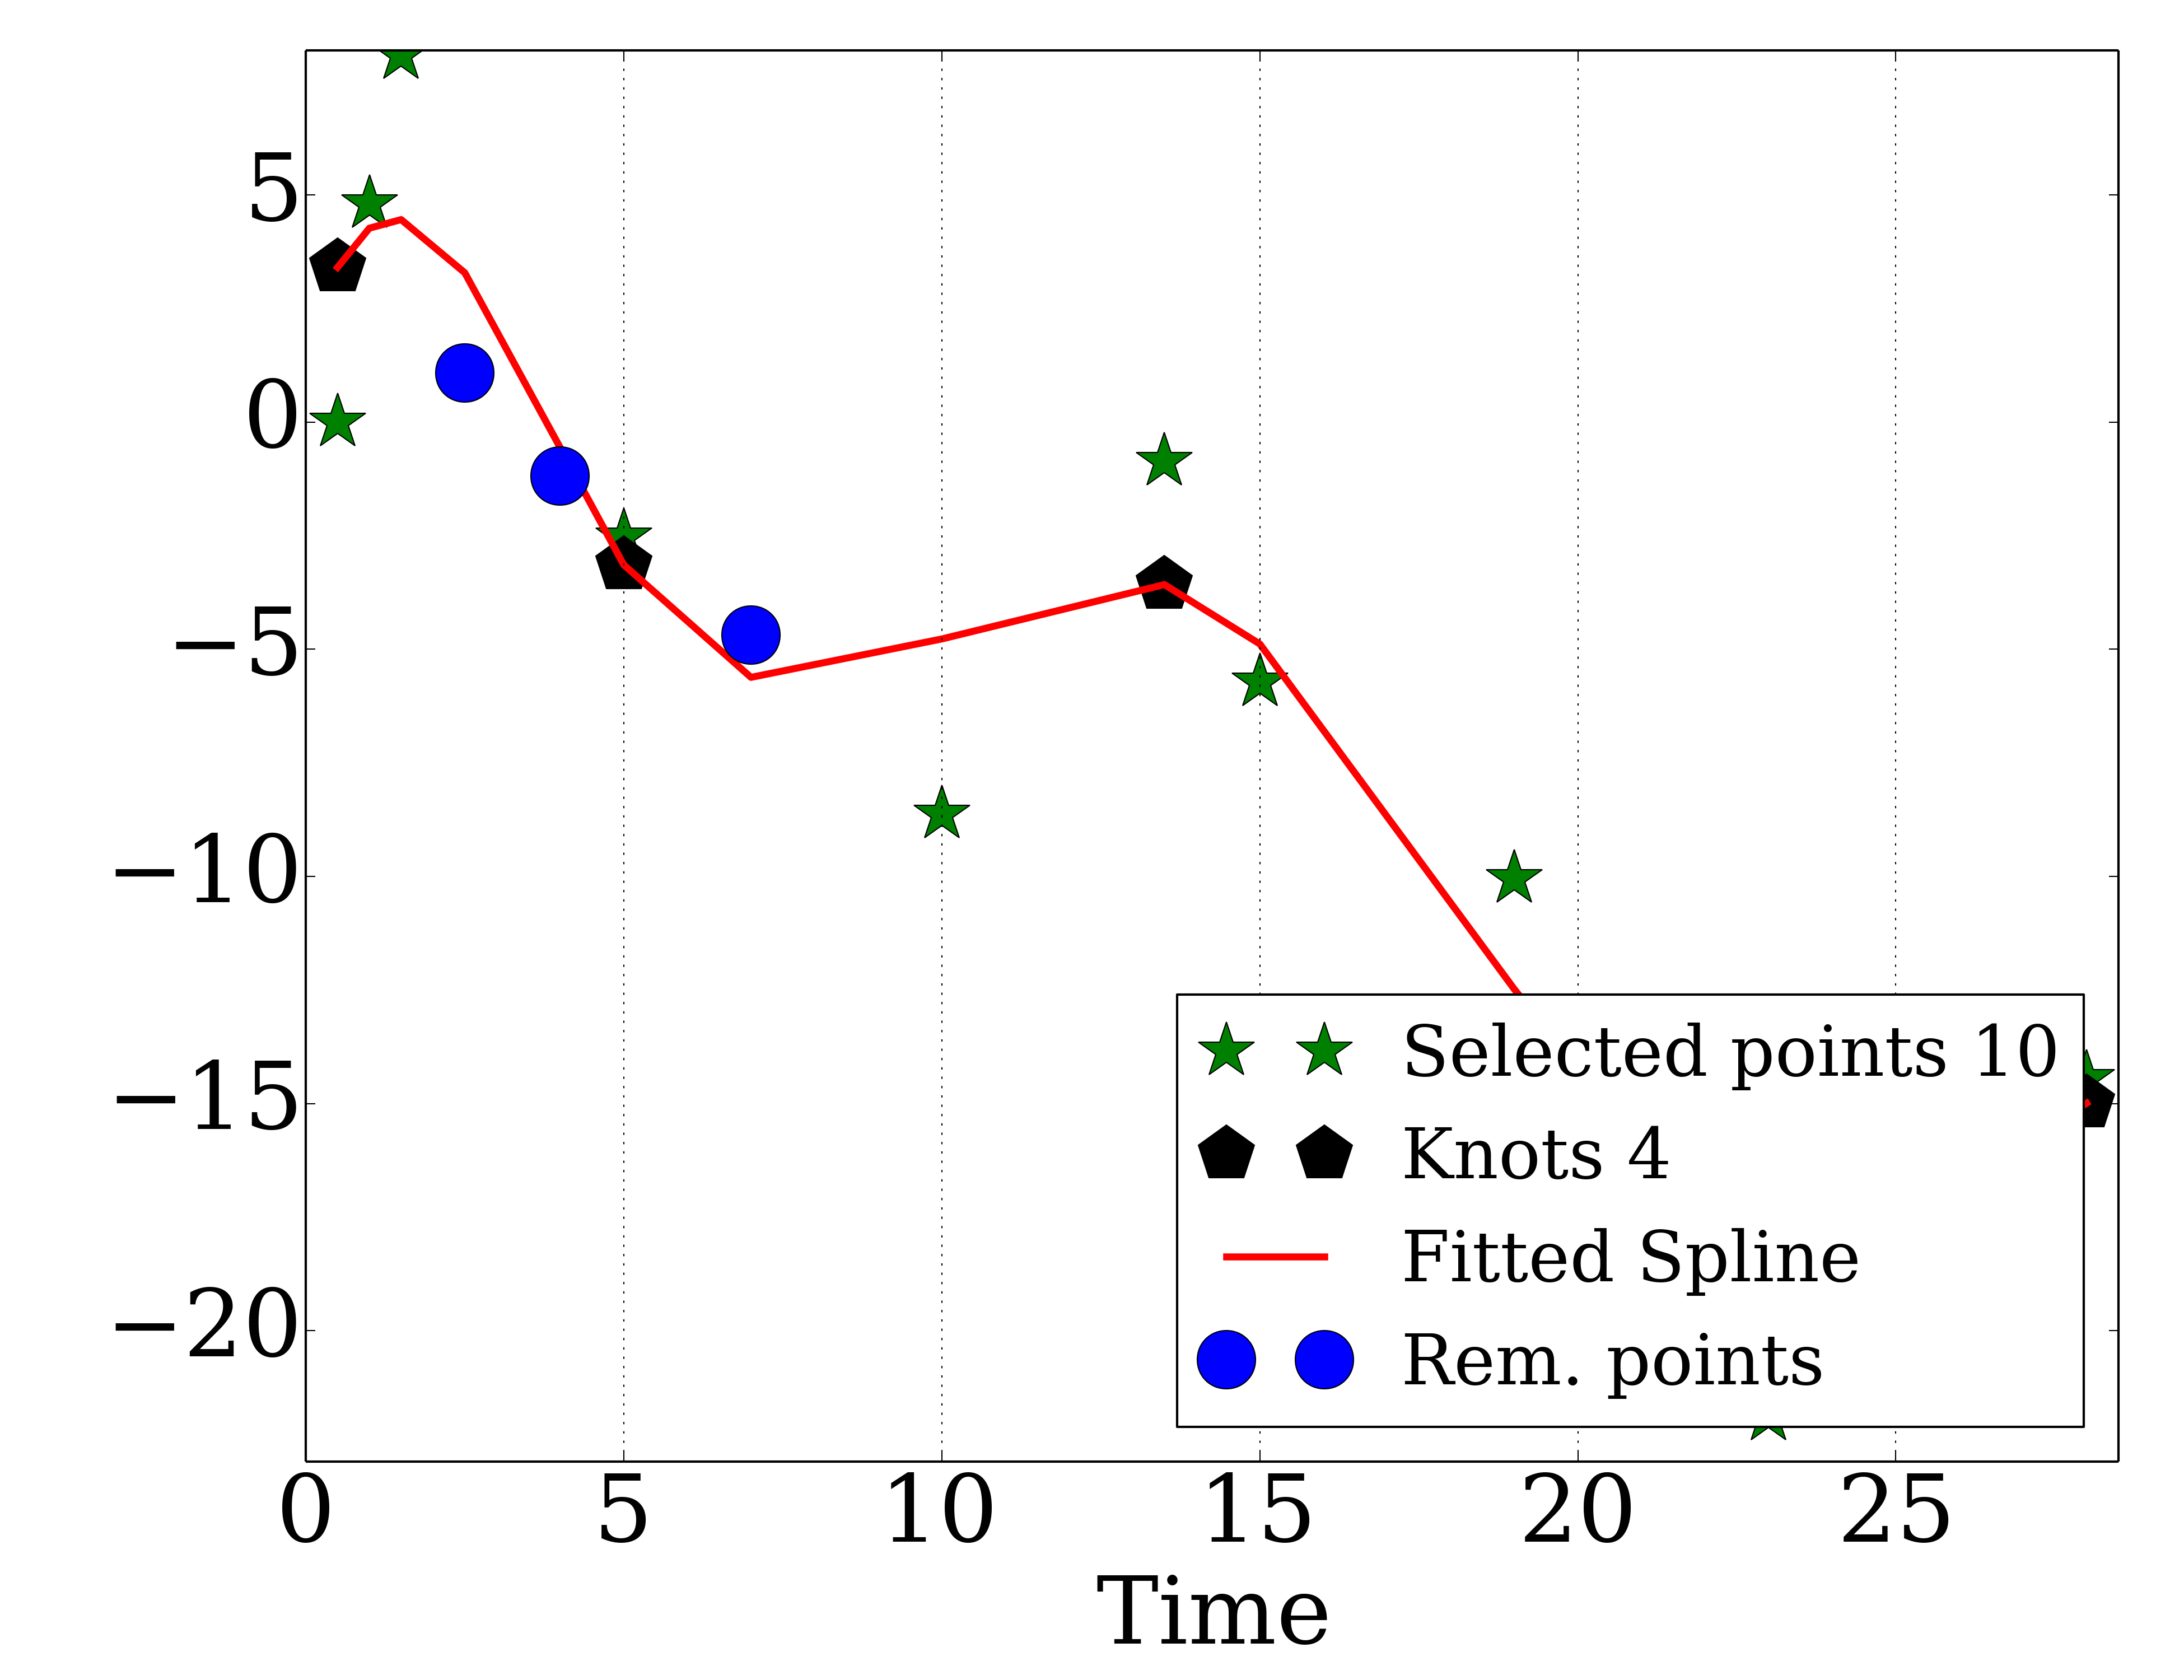 5
0
−5
−10
−15
−20
Selected points 10
Knots 4
Fitted Spline
Rem. points
0 5 10 15 20 25
Time